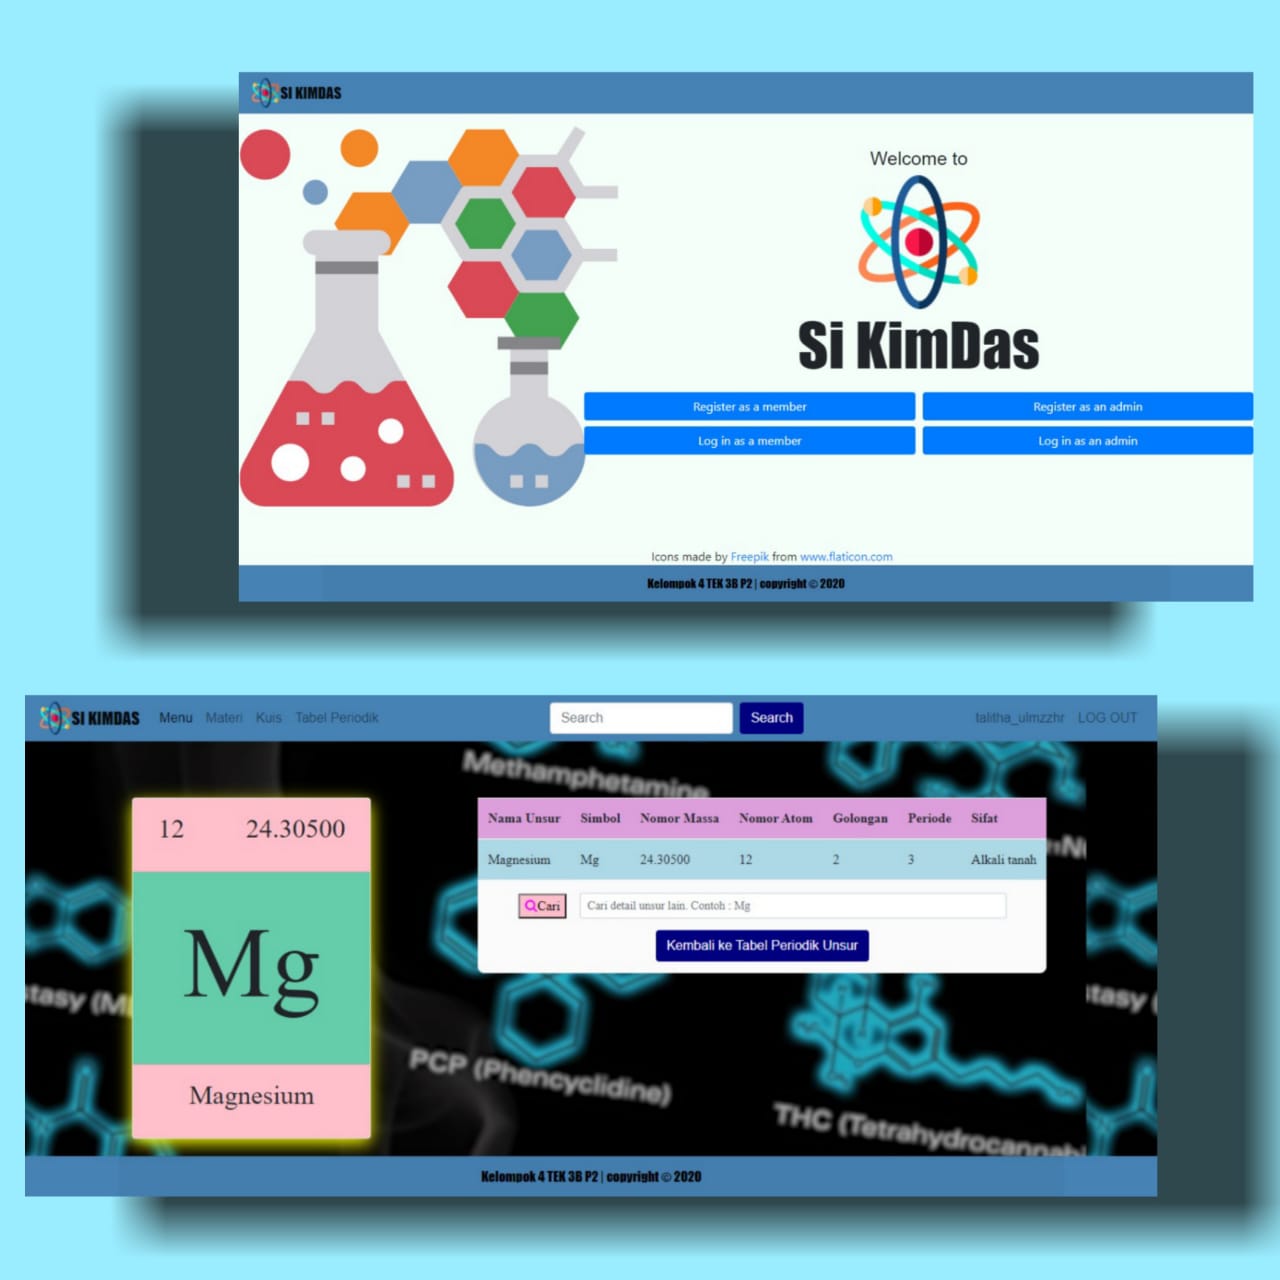 SI KIMDAS
Welcome to
Si KimDas
Register as a member
Register as an admin
Log in as a member
Log in as an admin
Icons made by Freepik from www.flaticon.com
Kelompok 4 TEK 3B P2 | copyright © 2020
SI KIMDAS Menu Materi Kuis Tabel Periodik Search Search talitha_ulmzzhr LOG OUT
Methamphetamine
12 24.30500
Mg
Magnesium
Nama Unsur Simbol Nomor Massa Nomor Atom Golongan Periode Sifat
Magnesium Mg 24.30500 12 2 3 Alkali tanah
Cari Cari detail unsur lain. Contoh : Mg
Kembali ke Tabel Periodik Unsur
tasy (M
tasy (
PCP (Phencyclidine)
THC (Tetrahydrocannabi
Kelompok 4 TEK 3B P2 | copyright © 2020